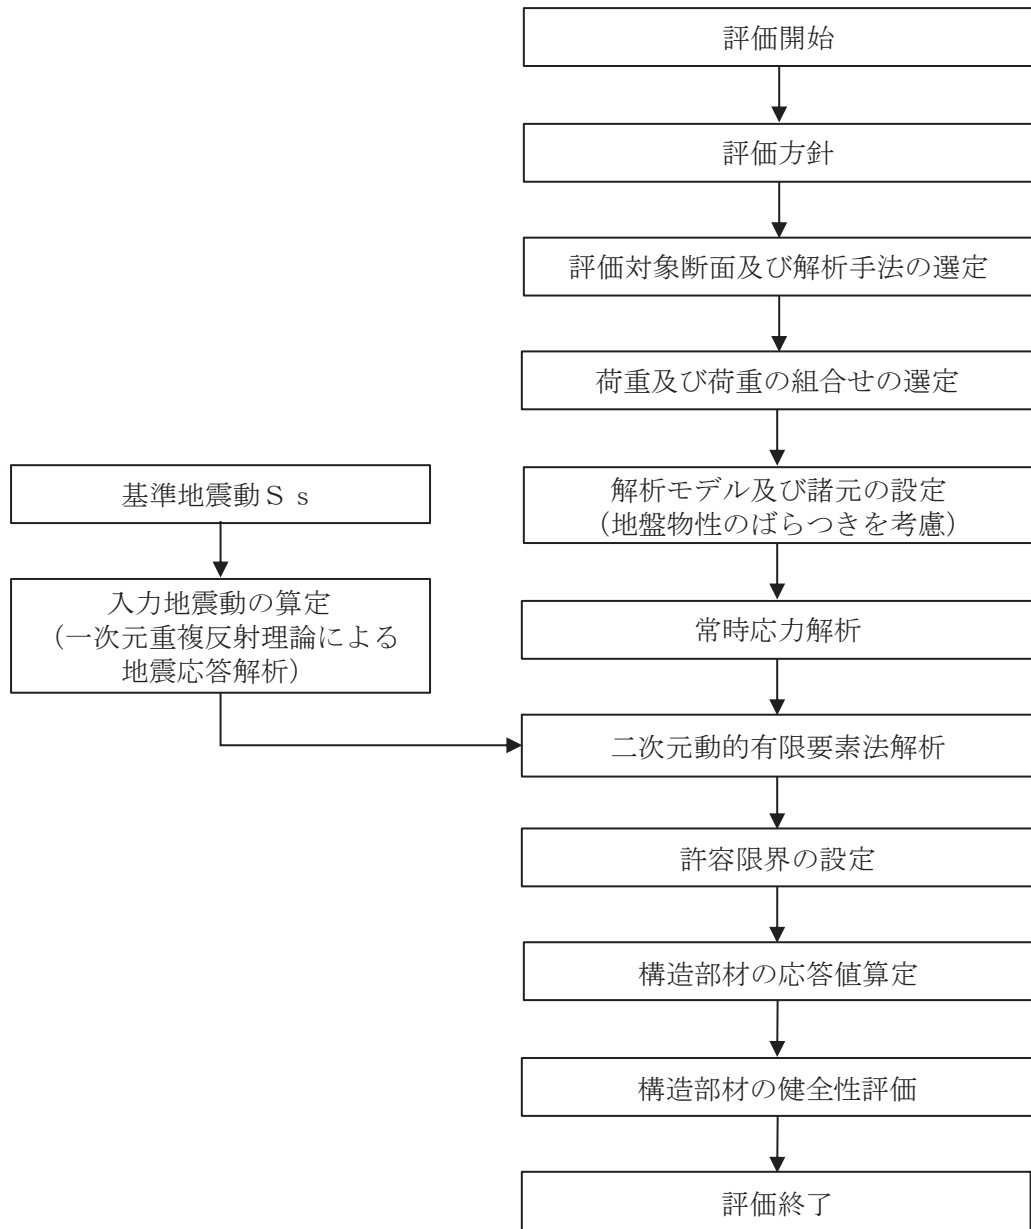 評価開始
評価方針
評価対象断面及び解析手法の選定
荷重及び荷重の組合せの選定
解析モデル及び諸元の設定
(地盤物性のばらつきを考慮)
基準地震動Ss
入力地震動の算定
(一次元重複反射理論による
地震応答解析)
常時応力解析
二次元動的有限要素法解析
許容限界の設定
構造部材の応答値算定
構造部材の健全性評価
評価終了